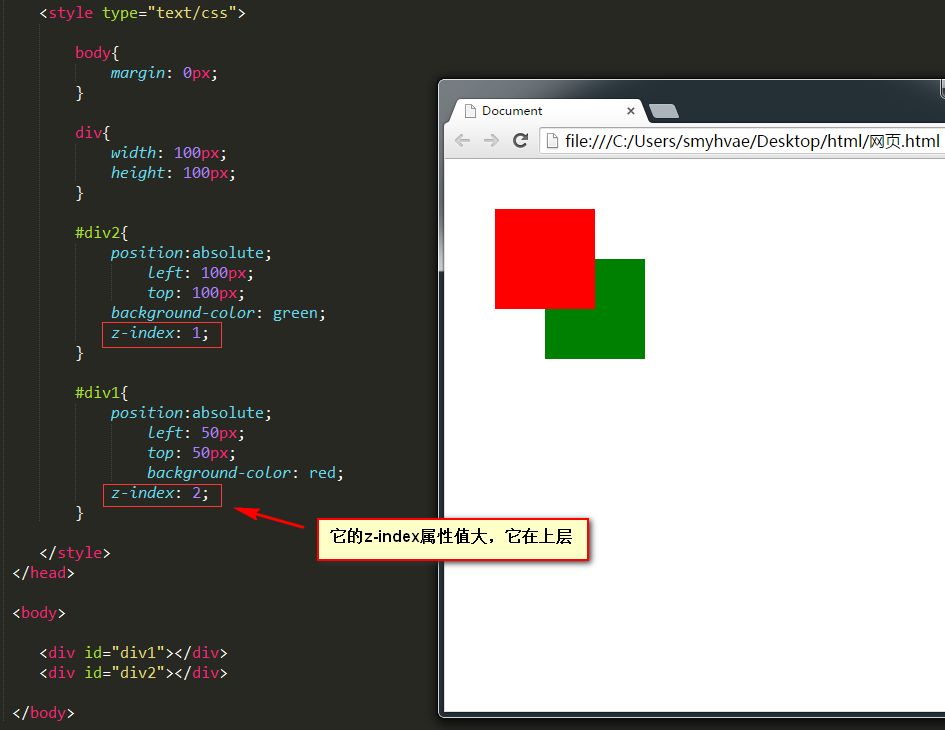 <style type="text/css">
body{
margin: 0px;
}
div{
width: 100px;
height: 100px;
}
#div2{
position:absolute;
left: 100px;
top: 100px;
background-color: green;
z-index: 1;
}
#div1{
position:absolute;
left: 50px;
top: 50px;
background-color: red;
z-index: 2;
}
</style>
</head>
<body>
<div id="div1"></div>
<div id="div2"></div>
</body>
Document
file:///C:/Users/smyhvae/Desktop/html/网页.html
它的z-index属性值大，它在上层